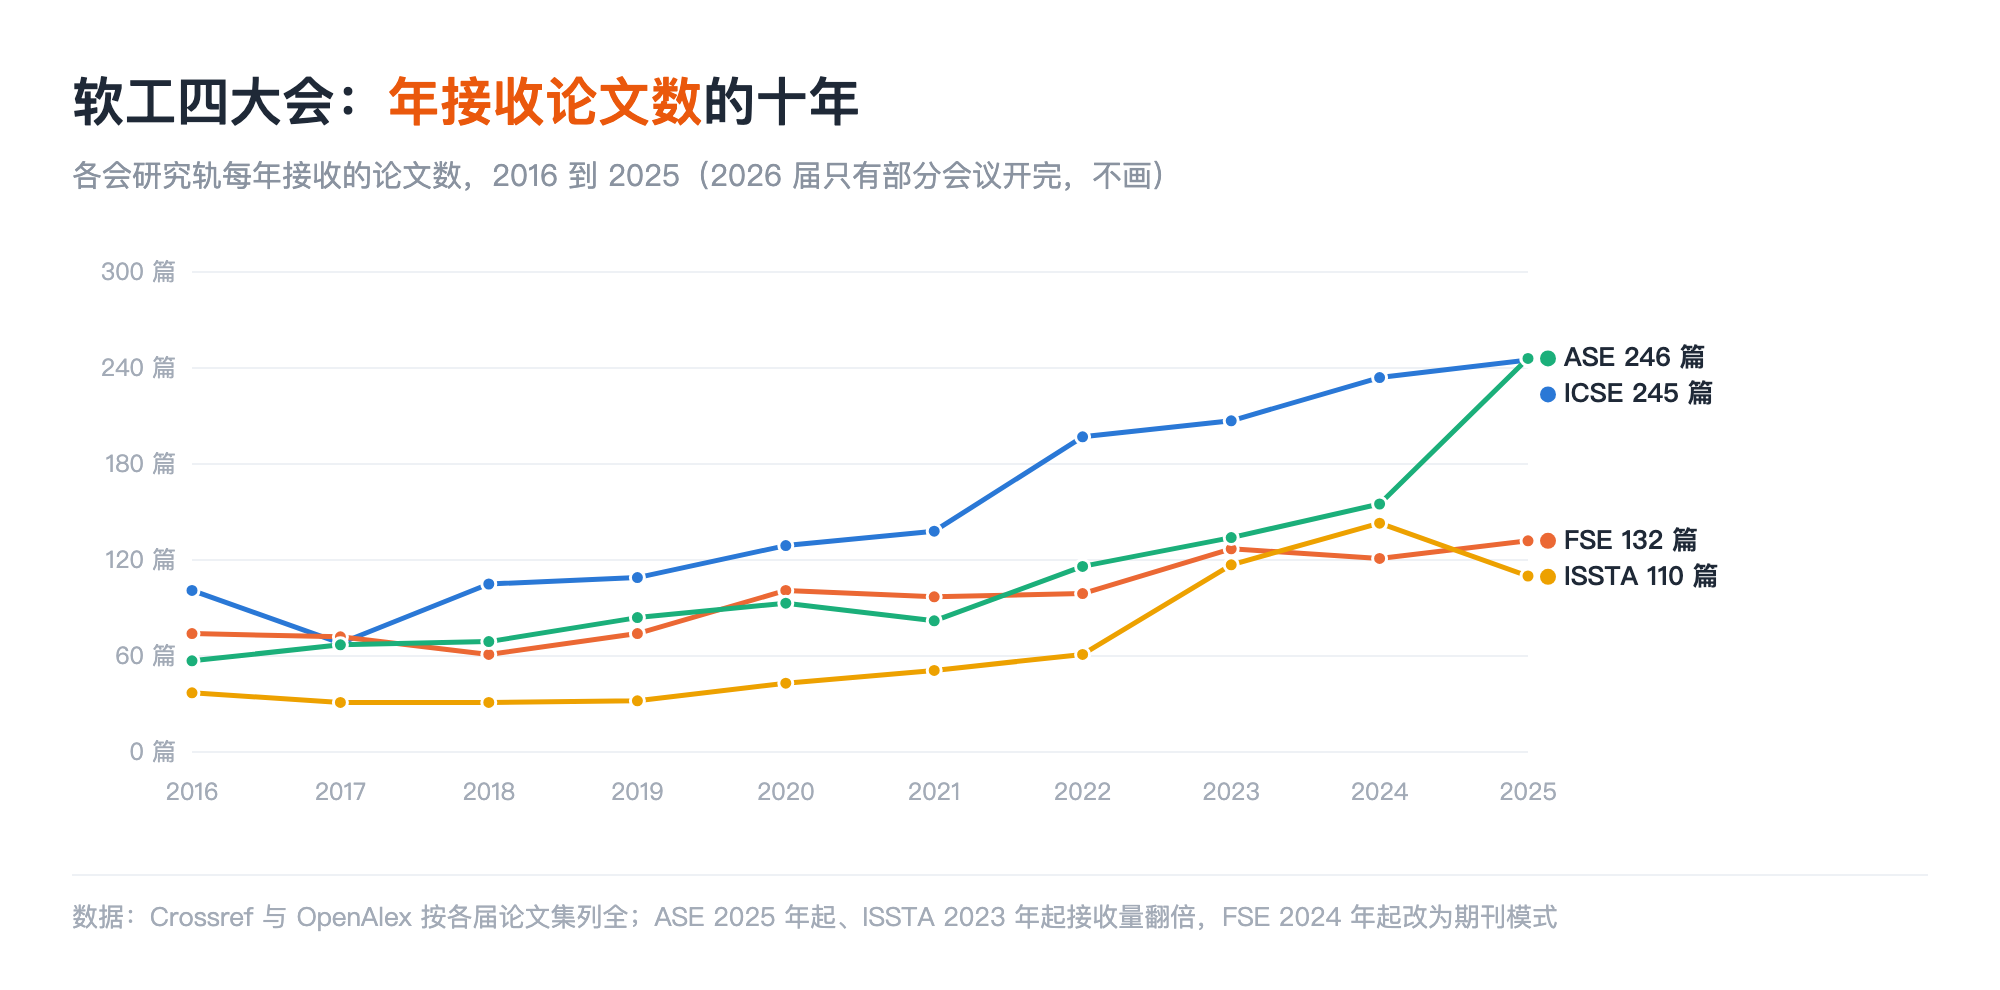 软工四大会：年接收论文数的十年
各会研究轨每年接收的论文数，2016 到 2025（2026 届只有部分会议开完，不画）
300 篇
240 篇
180 篇
120 篇
60 篇
0 篇
ASE 246 篇
ICSE 245 篇
FSE 132 篇
ISSTA 110 篇
2016 2017 2018 2019 2020 2021 2022 2023 2024 2025
数据：Crossref 与 OpenAlex 按各届论文集列全；ASE 2025 年起、ISSTA 2023 年起接收量翻倍，FSE 2024 年起改为期刊模式